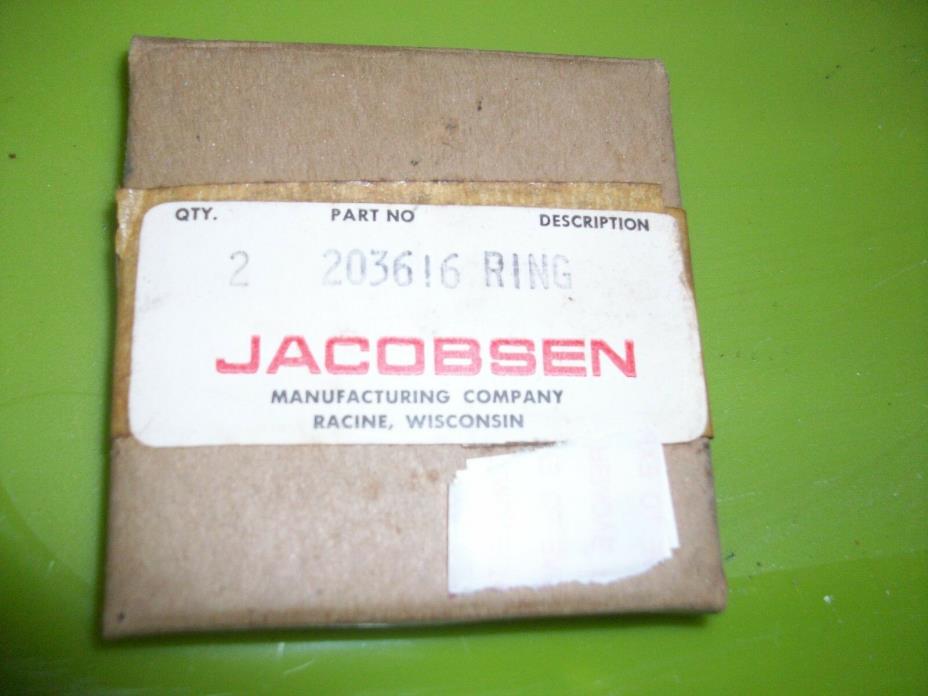 QTY. PART NO DESCRIPTION
2 203616 RING
JACOBSEN
MANUFACTURING COMPANY
RACINE, WISCONSIN